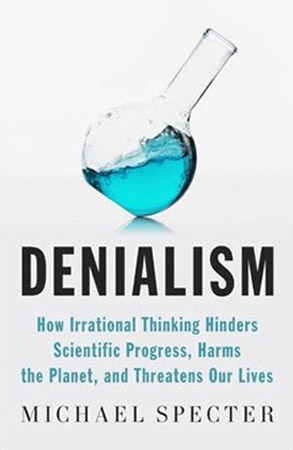 DENIALISM
How Irrational Thinking Hinders
Scientific Progress, Harms
the Planet, and Threatens Our Lives
MICHAEL SPECTER